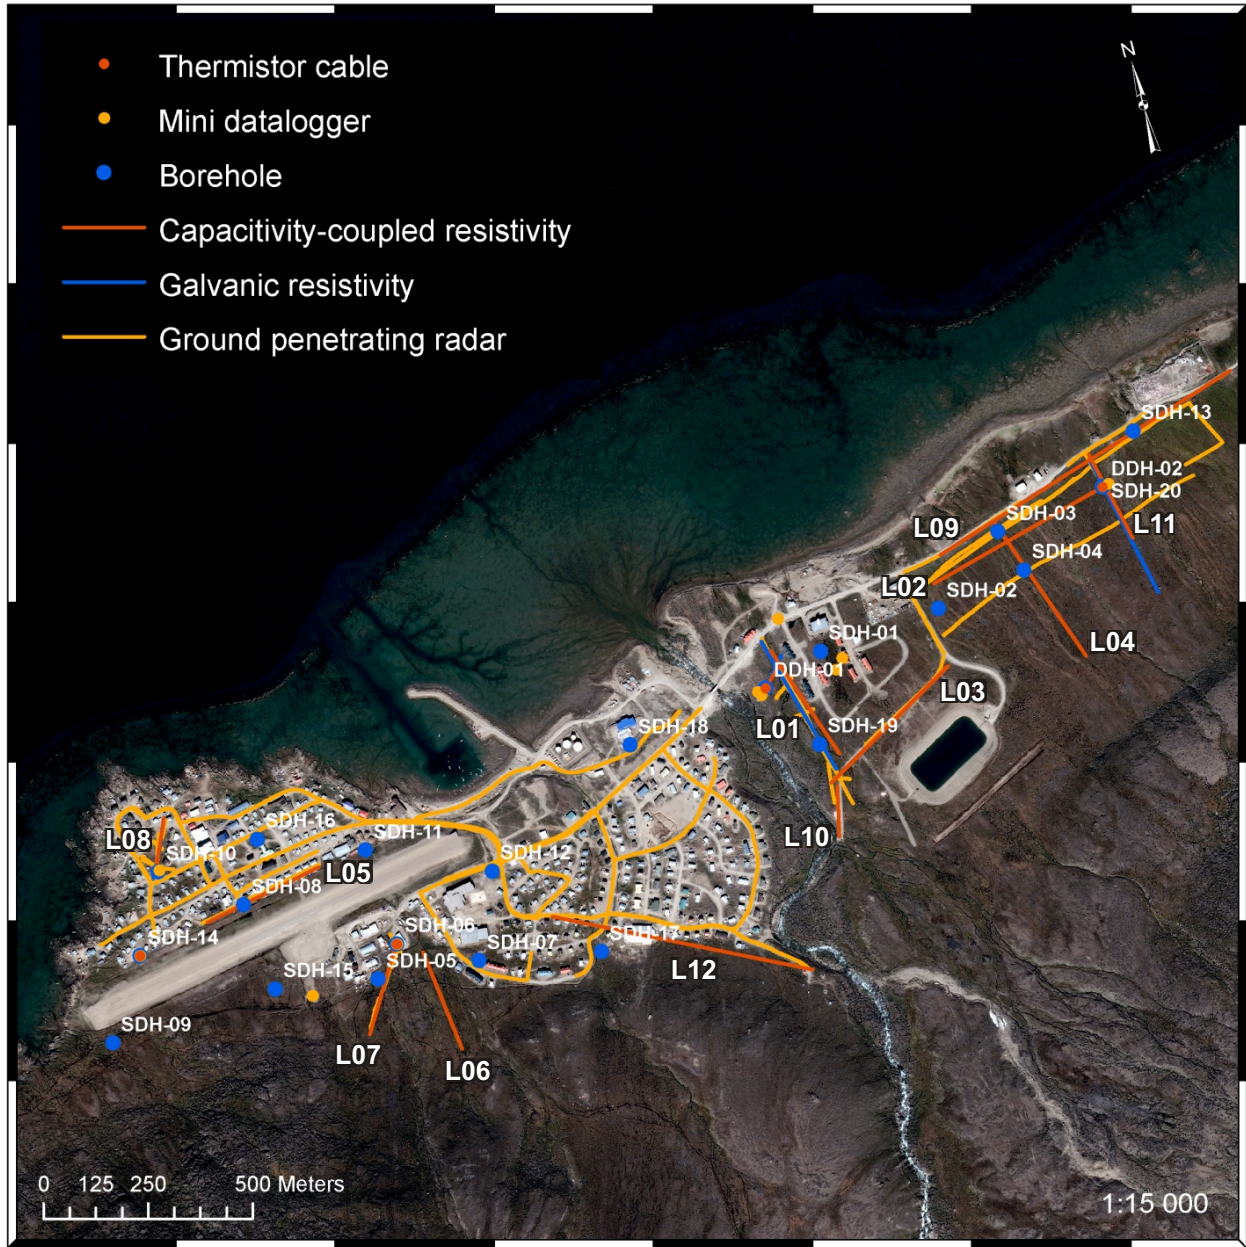 N
Thermistor cable
Mini datalogger
Borehole
Capacitivity-coupled resistivity
Galvanic resistivity
Ground penetrating radar
SDH-13
DDH-02
SDH-20
L11
SDH-03
L09
SDH-04
L02
SDH-02
L04
SDH-01
DDH-01
L03
L01
SDH-19
SDH-18
L10
SDH-16
SDH-11
L08
SDH-10
L05
SDH-12
SDH-08
SDH-14
SDH-06
SDH-07
SDH-17
SDH-15
SDH-05
L12
SDH-09
L07
L06
0 125 250 500 Meters
1:15 000